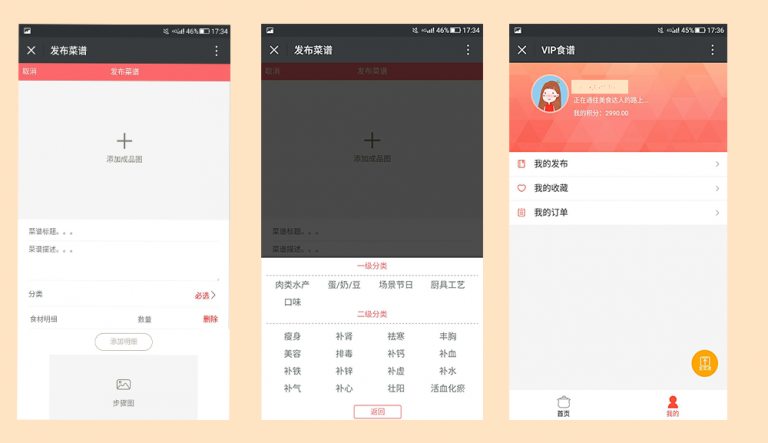 46% 17:34
发布菜谱
取消 发布菜谱
添加成品图
菜谱标题。。。
菜谱描述。。。
分类 必选
食材明细 数量 删除
添加明细
步骤图
46% 17:34
发布菜谱
取消 发布菜谱
添加成品图
菜谱标题。。。
菜谱描述。。。
一级分类
肉类水产 蛋/奶/豆 场景节日 厨具工艺
口味
二级分类
瘦身 补肾 祛寒 丰胸
美容 排毒 补钙 补血
补铁 补锌 补虚 补水
补气 补心 壮阳 活血化瘀
返回
45% 17:36
VIP食谱
正在通往美食达人的路上...
我的积分：2990.00
我的发布
我的收藏
我的订单
首页 我的